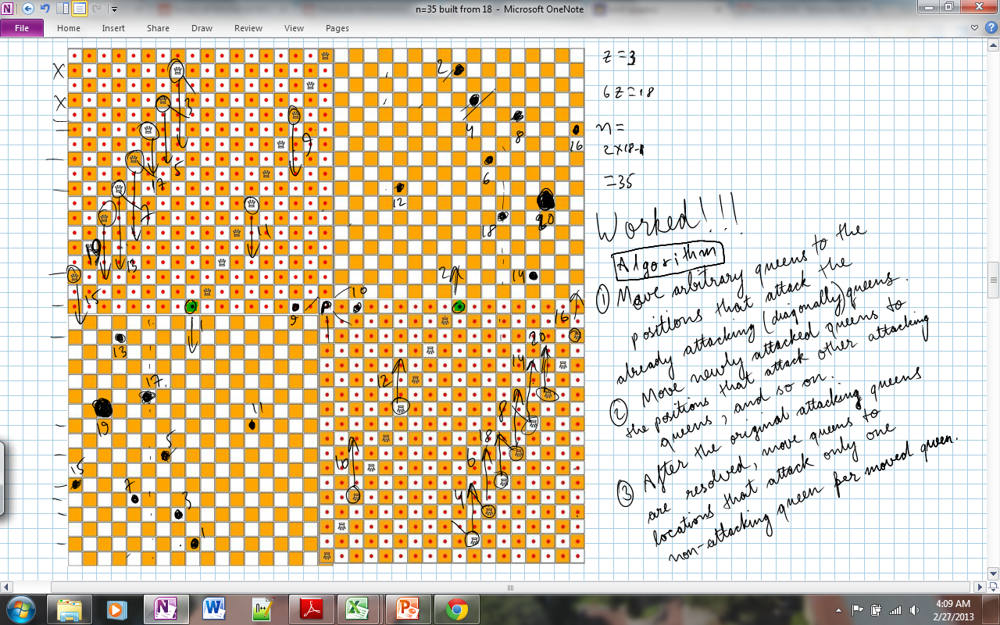 n=35 built from 18 - Microsoft OneNote
File Home Insert Share Draw Review View Pages
z = 3
6z = 18
n =
2x18-1
=35
Worked!!!
Algorithm
① Move arbitrary queens to the
positions that attack the
already attacking (diagonally) queens.
② Move newly attacked queens to
the positions that attack other attacking
queens, and so on.
③ After the original attacking queens
are resolved, move queens to
locations that attack only one
non-attacking queen per moved queen.
X
X
3
5
17
7
19
13
15
9
11
1
9
P
10
2
4
8
16
6
12
18
20
14
2
16
20
14
12
8
18
10
6
4
13
17
19
11
5
15
7
3
1
4:09 AM
2/27/2013